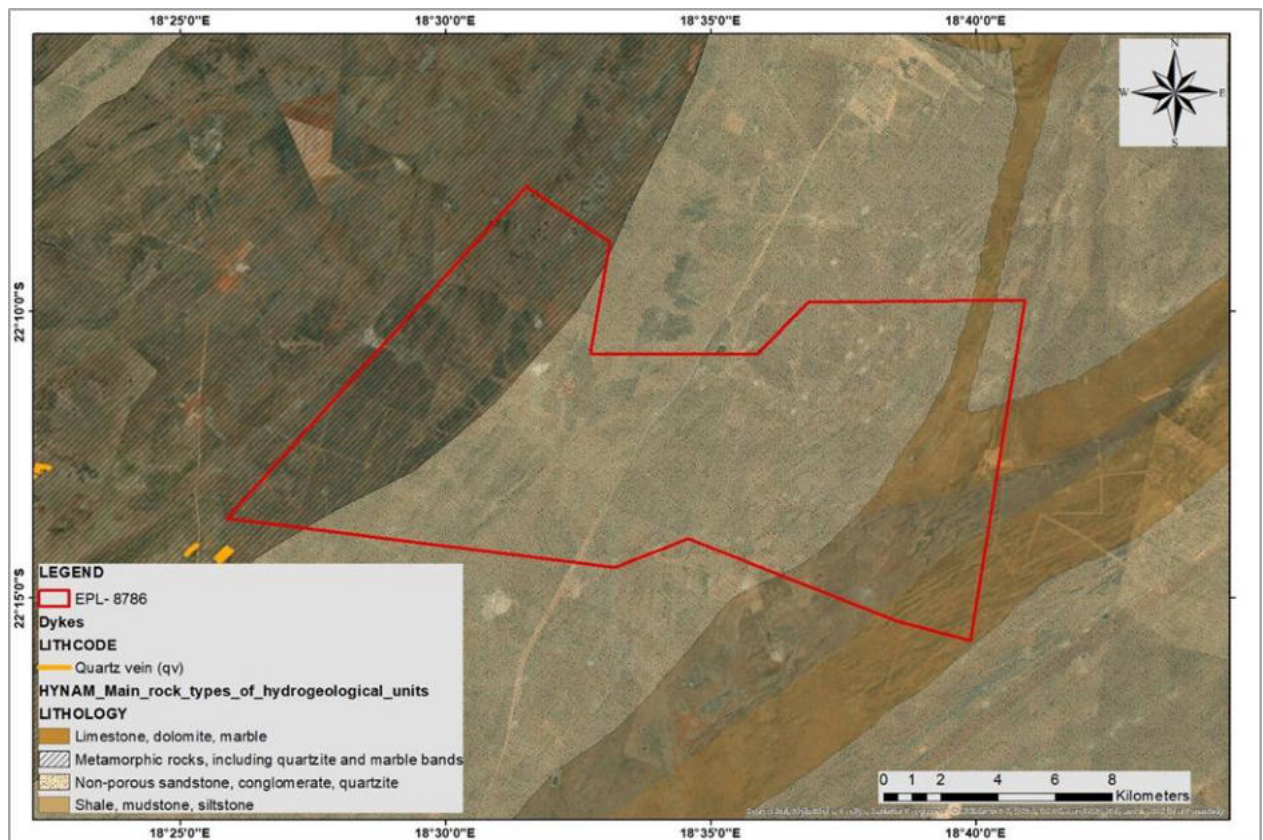 18°25'0"E 18°30'0"E 18°35'0"E 18°40'0"E
N
W E
S
22°10'0"S 22°10'0"S
22°15'0"S 22°15'0"S
LEGEND
EPL- 8786
Dykes
LITHCODE
Quartz vein (qv)
HYNAM_Main_rock_types_of_hydrogeological_units
LITHOLOGY
Limestone, dolomite, marble
Metamorphic rocks, including quartzite and marble bands
Non-porous sandstone, conglomerate, quartzite
Shale, mudstone, siltstone
0 1 2 4 6 8
Kilometers
18°25'0"E 18°30'0"E 18°35'0"E 18°40'0"E